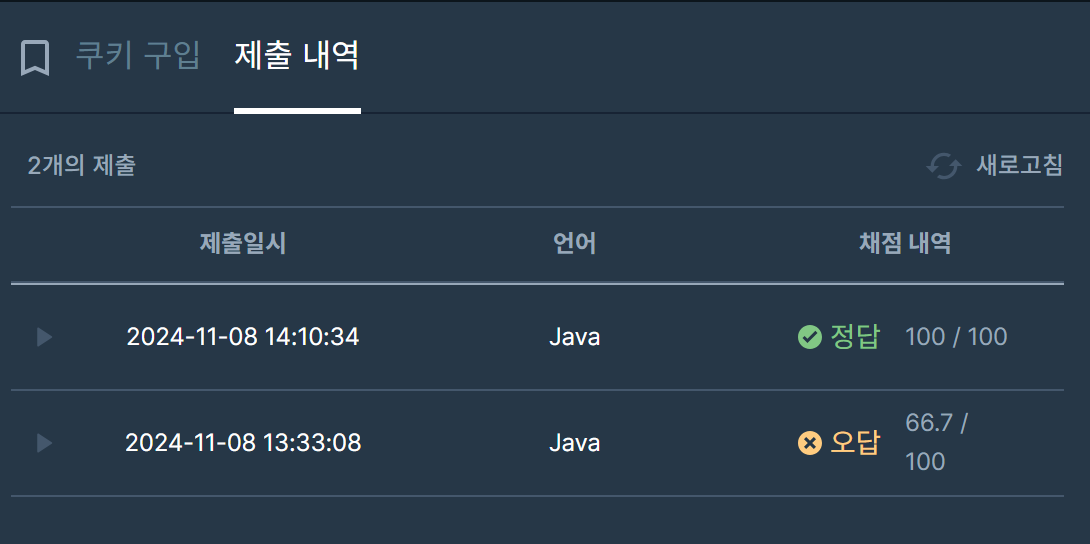 쿠키 구입 제출 내역
2개의 제출 새로고침
제출일시 언어 채점 내역
2024-11-08 14:10:34 Java 정답 100 / 100
2024-11-08 13:33:08 Java 오답 66.7 /
100